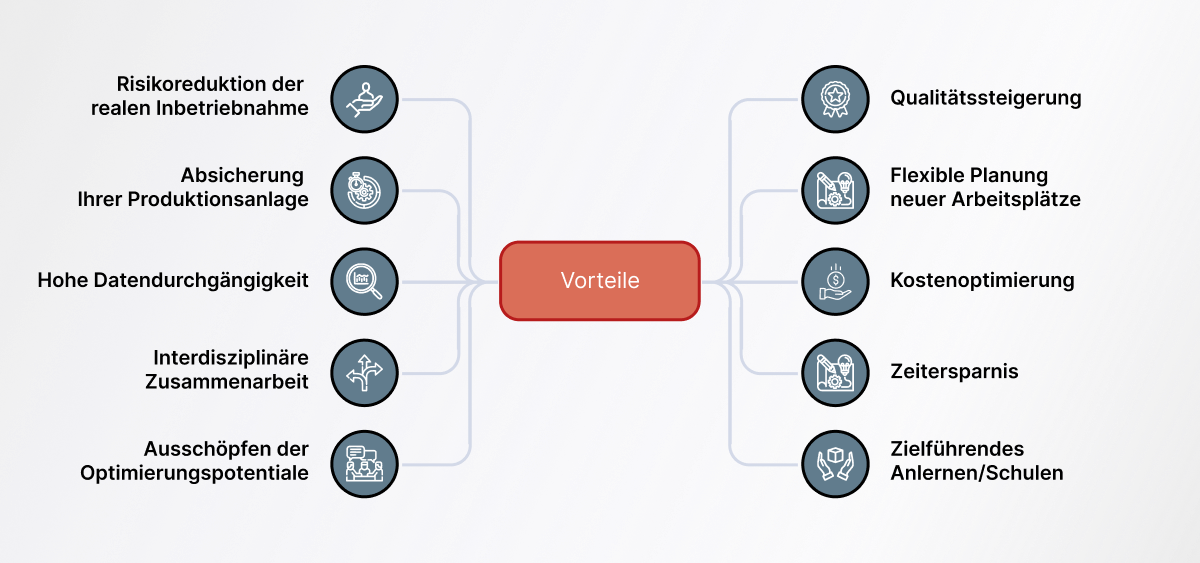 Risikoreduktion der
realen Inbetriebnahme
Absicherung
Ihrer Produktionsanlage
Hohe Datendurchgängigkeit
Interdisziplinäre
Zusammenarbeit
Ausschöpfen der
Optimierungspotentiale
Vorteile
Qualitätssteigerung
Flexible Planung
neuer Arbeitsplätze
Kostenoptimierung
Zeitersparnis
Zielführendes
Anlernen/Schulen